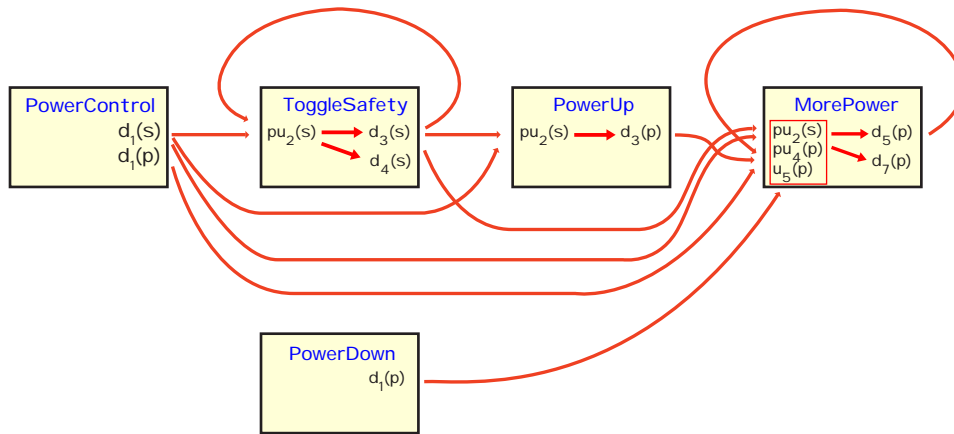 PowerControl
d₁(s)
d₁(p)
ToggleSafety
pu₂(s) d₃(s)
d₄(s)
PowerUp
pu₂(s) d₃(p)
MorePower
pu₂(s) d₅(p)
pu₄(p)
d₇(p)
u₅(p)
PowerDown
d₁(p)